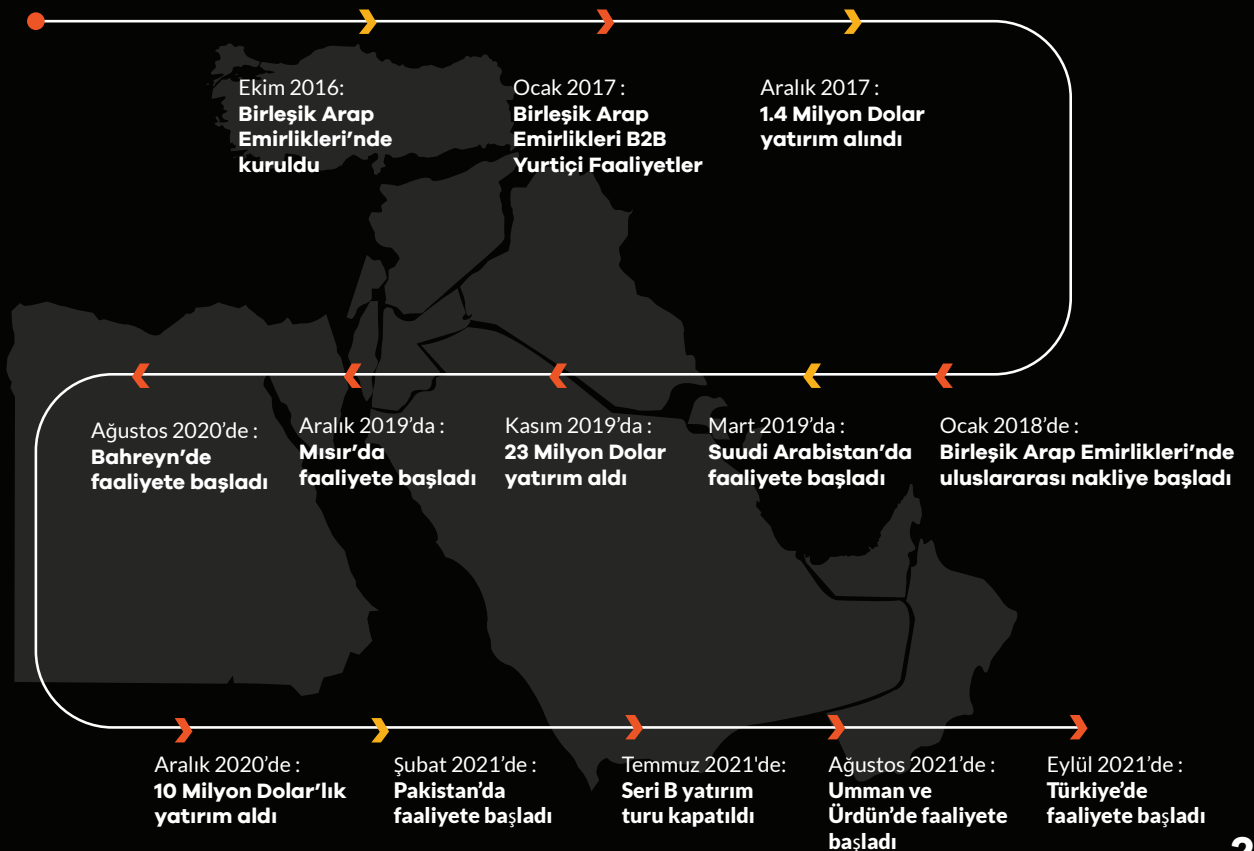 Ekim 2016:
Birleşik Arap
Emirlikleri’nde
kuruldu
Ocak 2017 :
Birleşik Arap
Emirlikleri B2B
Yurtiçi Faaliyetler
Aralık 2017 :
1.4 Milyon Dolar
yatırım alındı
Ocak 2018’de :
Birleşik Arap Emirlikleri’nde
uluslararası nakliye başladı
Mart 2019’da :
Suudi Arabistan’da
faaliyete başladı
Kasım 2019’da :
23 Milyon Dolar
yatırım aldı
Aralık 2019’da :
Mısır’da
faaliyete başladı
Ağustos 2020’de :
Bahreyn’de
faaliyete başladı
Aralık 2020’de :
10 Milyon Dolar’lık
yatırım aldı
Şubat 2021’de :
Pakistan’da
faaliyete başladı
Temmuz 2021'de:
Seri B yatırım
turu kapatıldı
Ağustos 2021’de :
Umman ve
Ürdün’de faaliyete
başladı
Eylül 2021’de :
Türkiye’de
faaliyete başladı